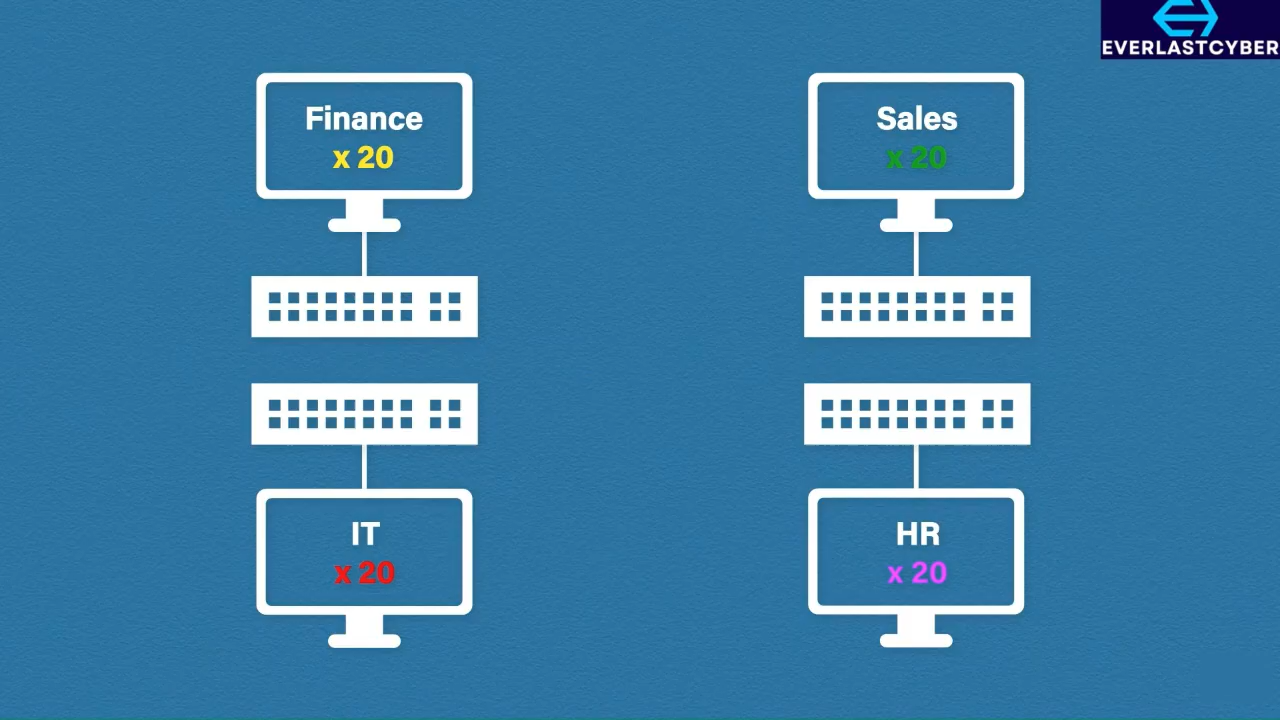 EVERLASTCYBER
Finance
x 20
Sales
x 20
IT
x 20
HR
x 20